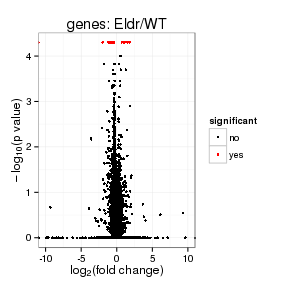 genes: Eldr/WT
4
3
2
1
0
-10
-5
0
5
10
−log10(p value)
log2(fold change)
significant
no
yes